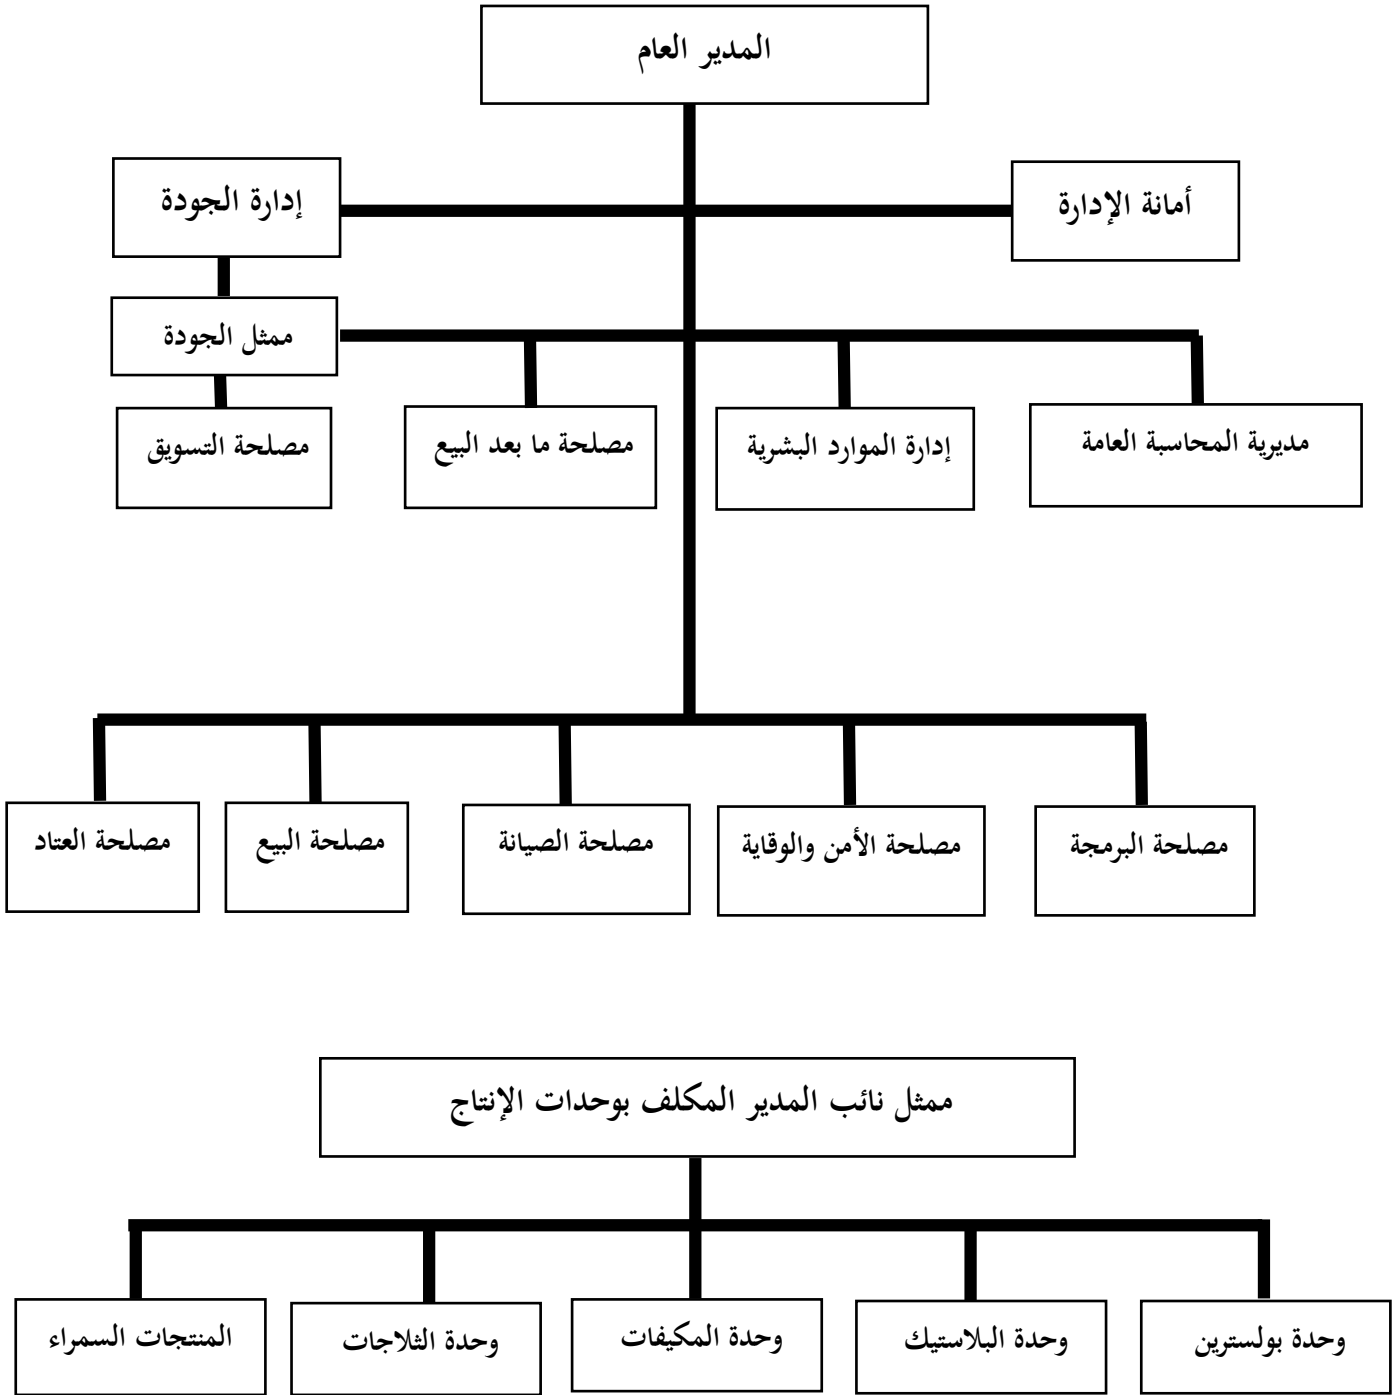 المدير العام
أمانة الإدارة
إدارة الجودة
ممثل الجودة
مديرية المحاسبة العامة
إدارة الموارد البشرية
مصلحة ما بعد البيع
مصلحة التسويق
مصلحة البرمجة
مصلحة الأمن والوقاية
مصلحة الصيانة
مصلحة البيع
مصلحة العتاد
ممثل نائب المدير المكلف بوحدات الإنتاج
وحدة بولسترين
وحدة البلاستيك
وحدة المكيفات
وحدة الثلاجات
المنتجات السمراء